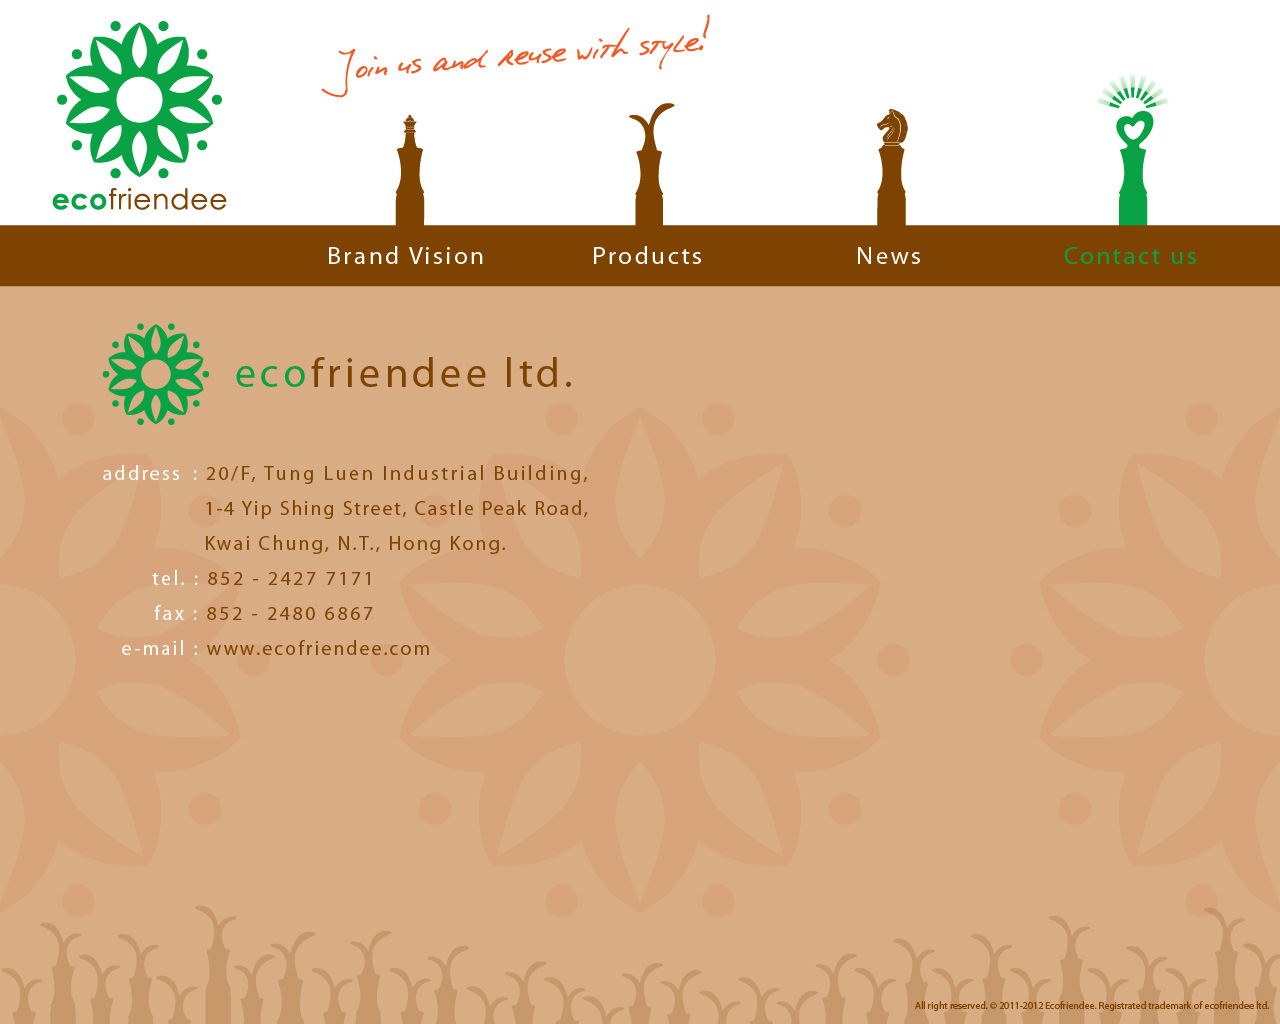 Join us and reuse with style!
ecofriendee
Brand Vision Products News Contact us
ecofriendee ltd.
address : 20/F, Tung Luen Industrial Building,
1-4 Yip Shing Street, Castle Peak Road,
Kwai Chung, N.T., Hong Kong.
tel. : 852 - 2427 7171
fax : 852 - 2480 6867
e-mail : www.ecofriendee.com
All right reserved. © 2011-2012 Ecofriendee. Registrated trademark of ecofriendee ltd.